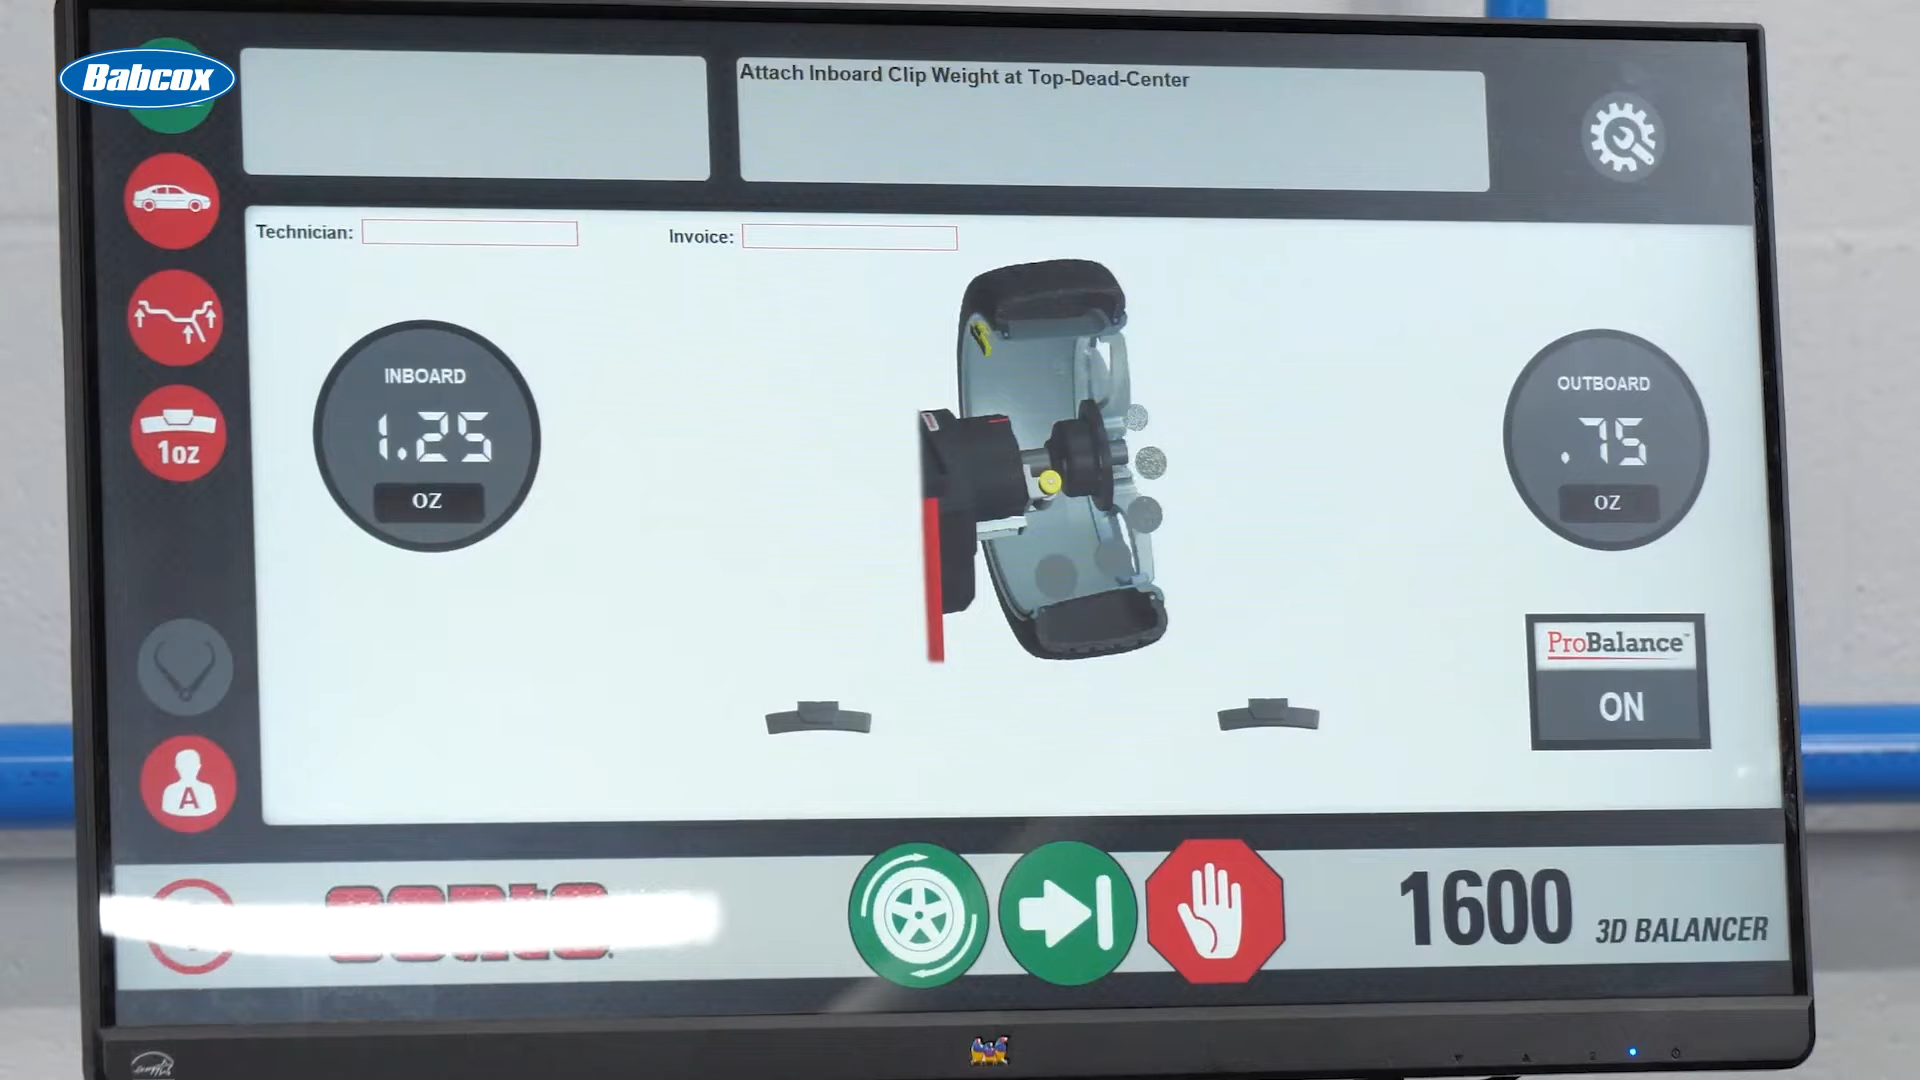 Babcox
Attach Inboard Clip Weight at Top-Dead-Center
Technician:
Invoice:
INBOARD
1.25
OZ
OUTBOARD
.75
OZ
1oz
ProBalance™
ON
A
1600 3D BALANCER